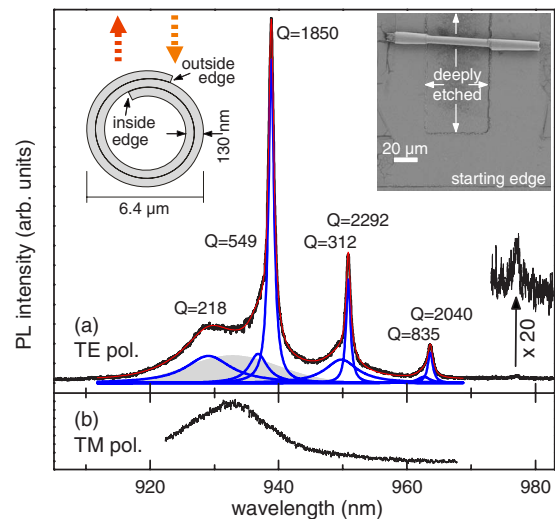 Q=1850
outside
edge
inside
edge
130 nm
6.4 µm
deeply
etched
20 µm
starting edge
Q=549
Q=2292
Q=312
Q=218
Q=2040
Q=835
x 20
(a)
TE pol.
PL intensity (arb. units)
(b)
TM pol.
920
940
960
980
wavelength (nm)